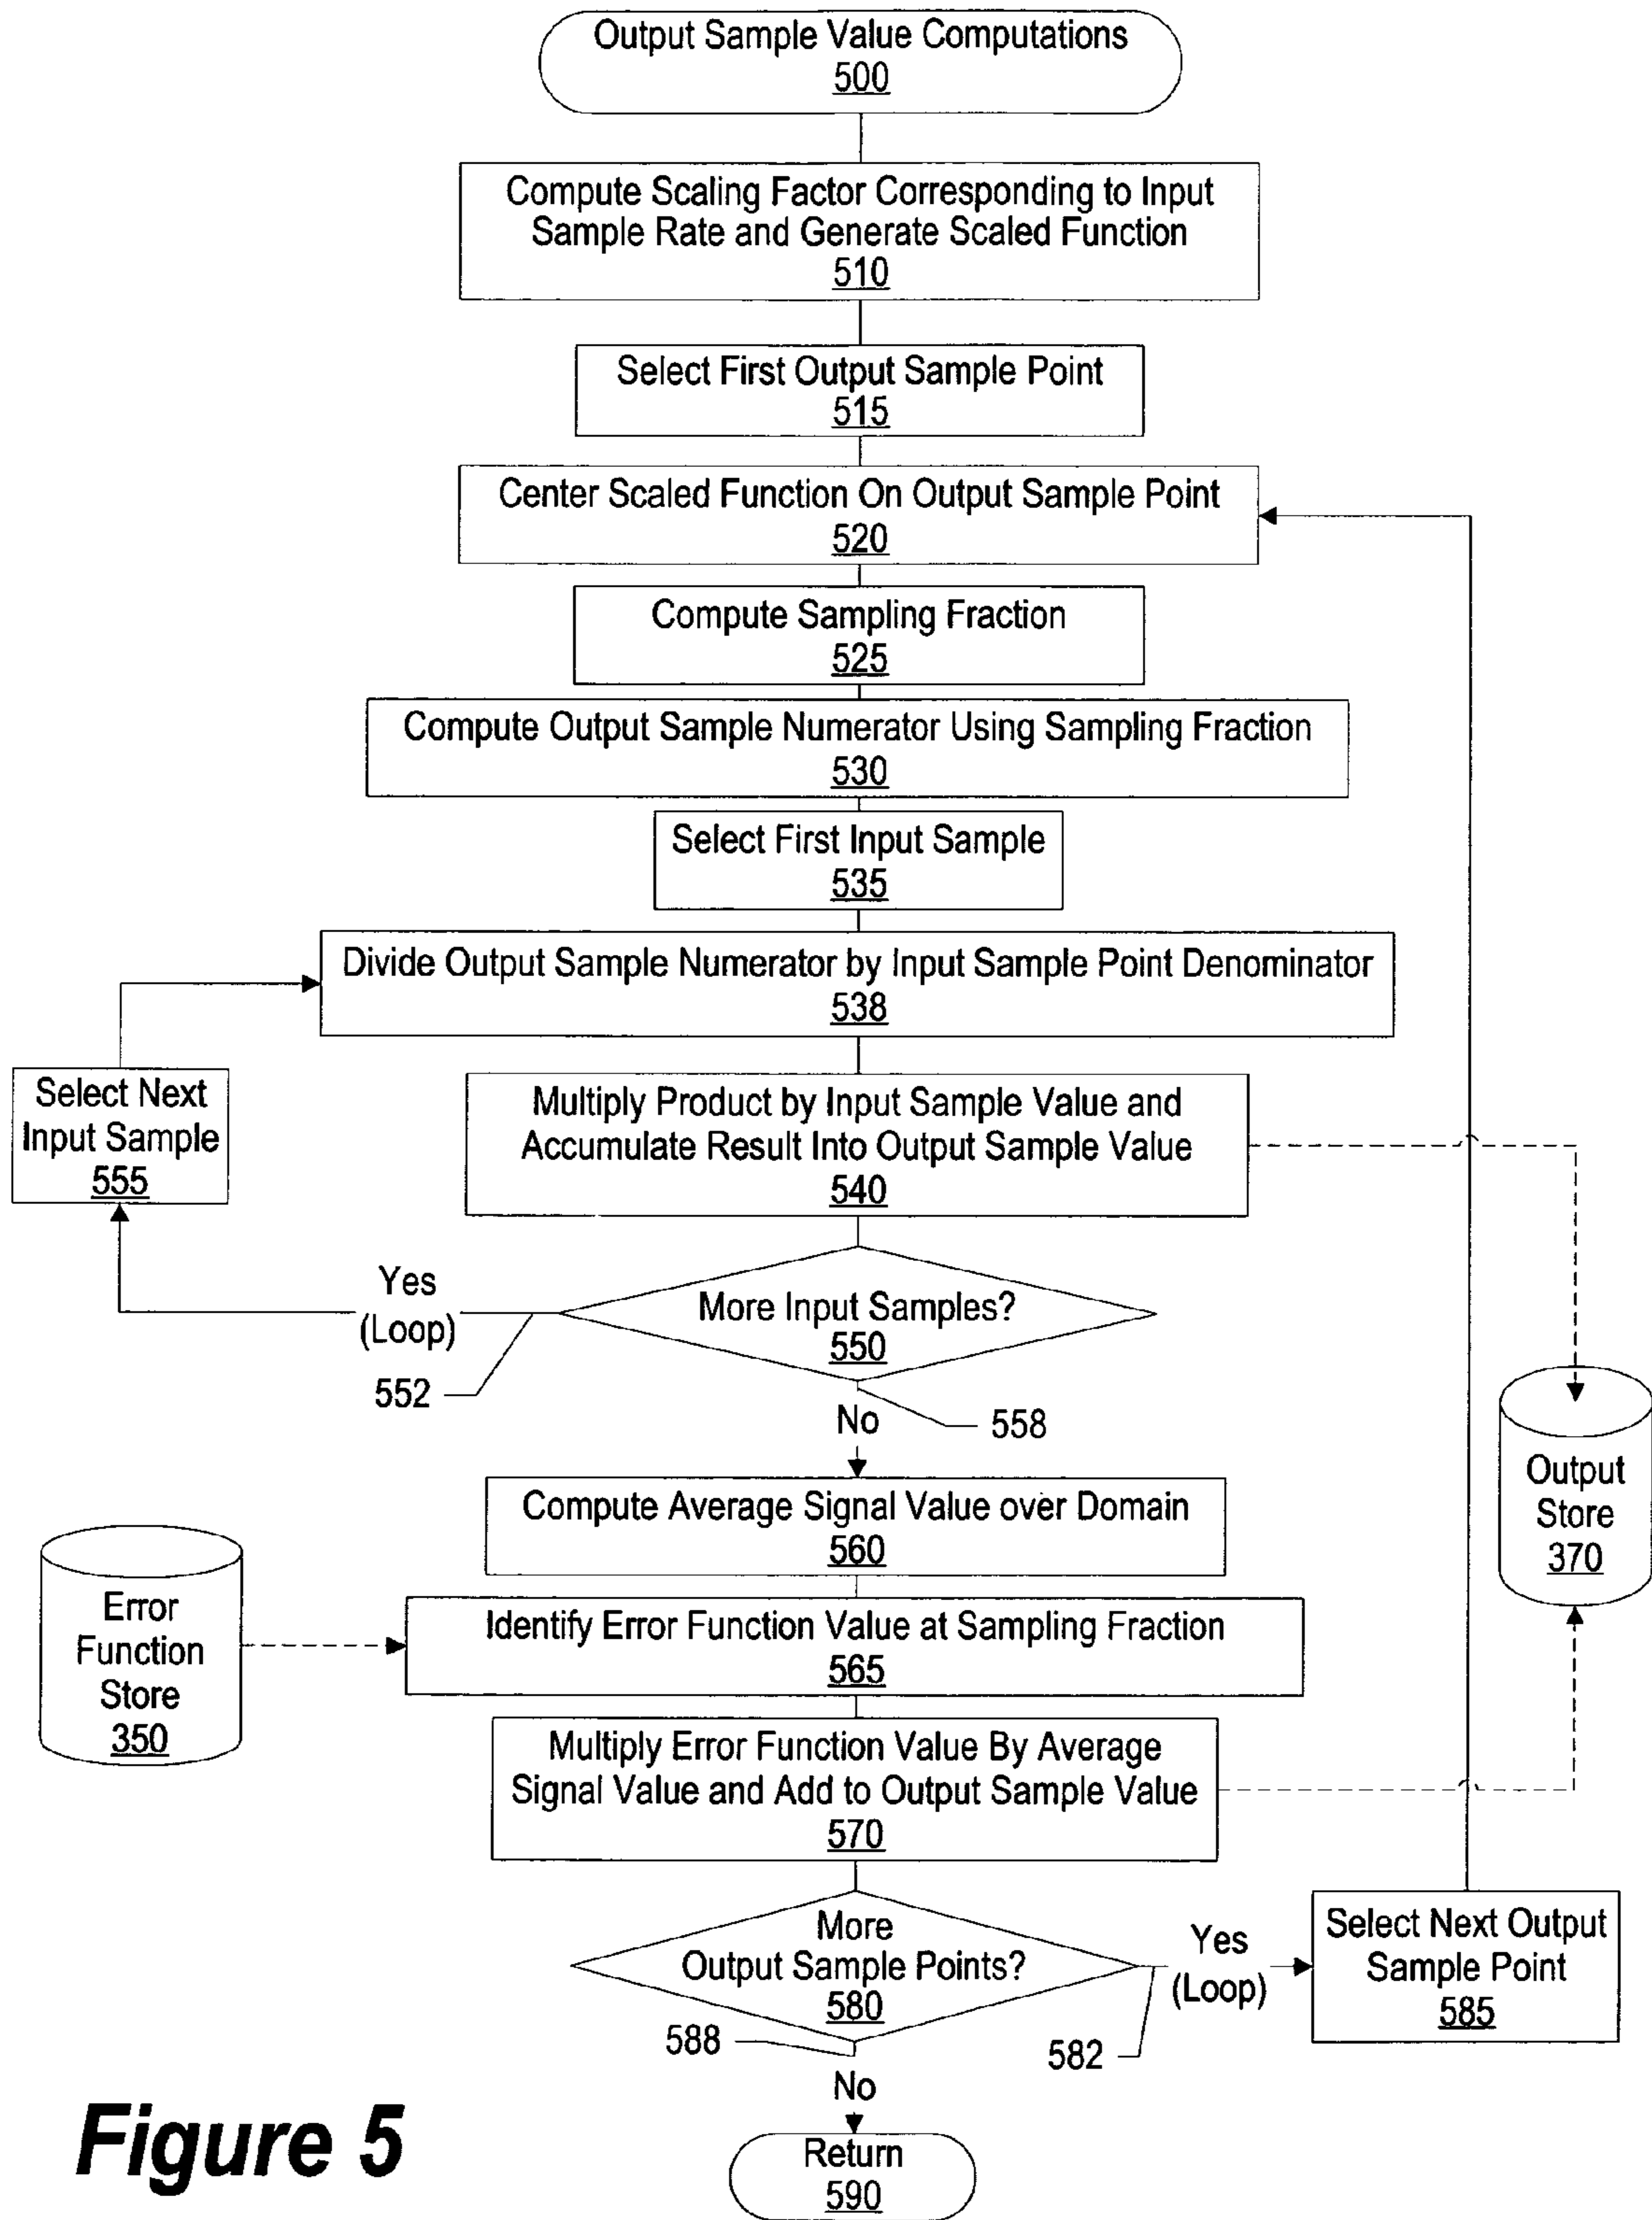 Output Sample Value Computations
500
Compute Scaling Factor Corresponding to Input
Sample Rate and Generate Scaled Function
510
Select First Output Sample Point
515
Center Scaled Function On Output Sample Point
520
Compute Sampling Fraction
525
Compute Output Sample Numerator Using Sampling Fraction
530
Select First Input Sample
535
Divide Output Sample Numerator by Input Sample Point Denominator
538
Select Next
Input Sample
555
Multiply Product by Input Sample Value and
Accumulate Result Into Output Sample Value
540
Yes
(Loop)
More Input Samples?
550
552
No
558
Output
Store
370
Compute Average Signal Value over Domain
560
Error
Function
Store
350
Identify Error Function Value at Sampling Fraction
565
Multiply Error Function Value By Average
Signal Value and Add to Output Sample Value
570
More
Output Sample Points?
580
Yes
(Loop)
Select Next Output
Sample Point
585
588
582
No
Return
590
Figure 5